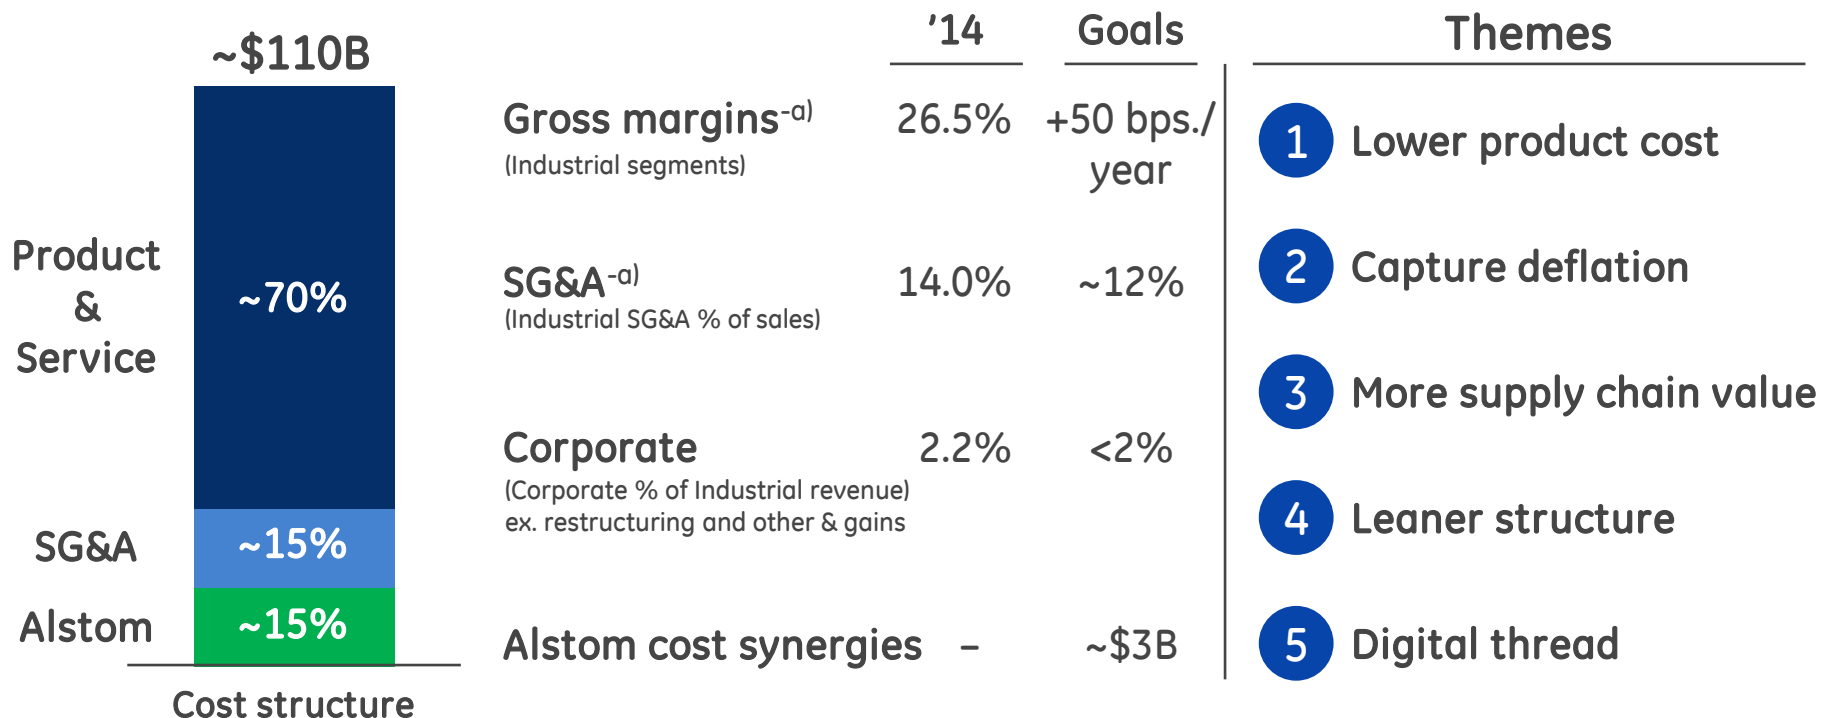 ~$110B
Product
&
Service
~70%
SG&A
~15%
Alstom
~15%
Cost structure
’14
Goals
Gross margins-a)
26.5%
+50 bps./
year
(Industrial segments)
SG&A-a)
14.0%
~12%
(Industrial SG&A % of sales)
Corporate
2.2%
<2%
(Corporate % of Industrial revenue)
ex. restructuring and other & gains
Alstom cost synergies
–
~$3B
Themes
1 Lower product cost
2 Capture deflation
3 More supply chain value
4 Leaner structure
5 Digital thread